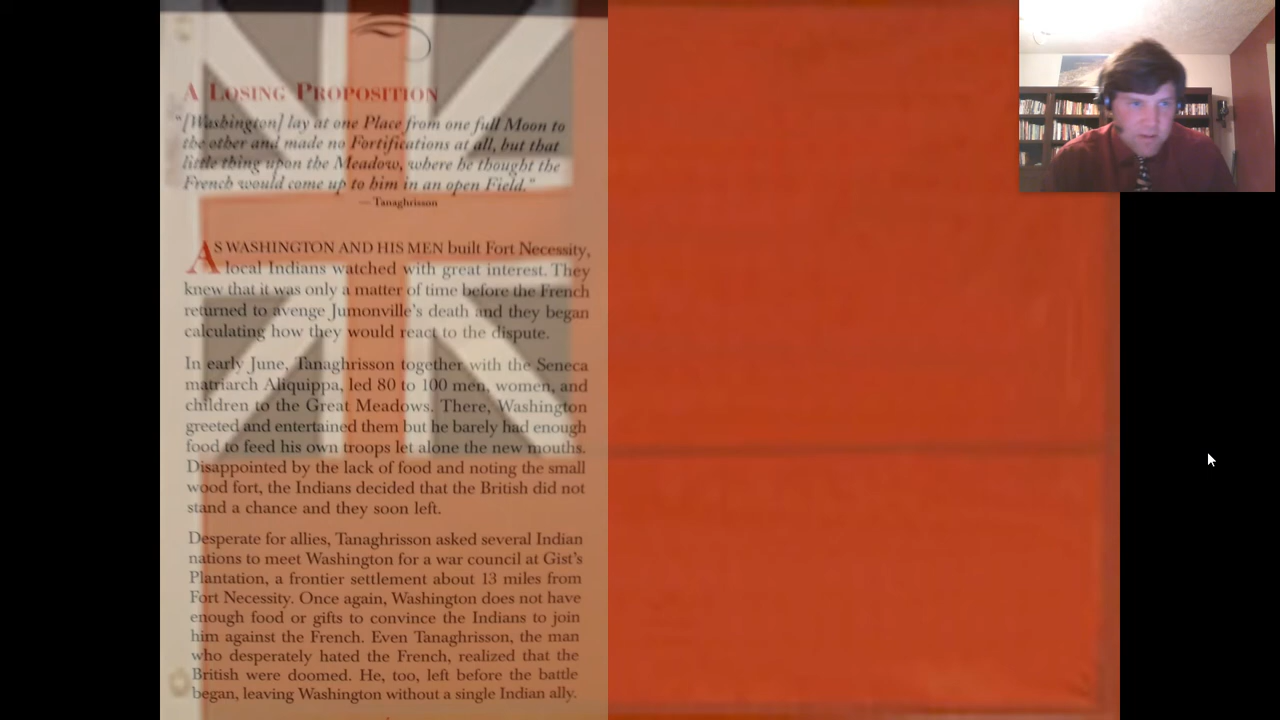 A LOSING PROPOSITION
"[Washington] lay at one Place from one full Moon to
the other and made no Fortifications at all, but that
little thing upon the Meadow, where he thought the
French would come up to him in an open Field."
— Tanaghrisson
AS WASHINGTON AND HIS MEN built Fort Necessity,
local Indians watched with great interest. They
knew that it was only a matter of time before the French
returned to avenge Jumonville's death and they began
calculating how they would react to the dispute.
In early June, Tanaghrisson together with the Seneca
matriarch Aliquippa, led 80 to 100 men, women, and
children to the Great Meadows. There, Washington
greeted and entertained them but he barely had enough
food to feed his own troops let alone the new mouths.
Disappointed by the lack of food and noting the small
wood fort, the Indians decided that the British did not
stand a chance and they soon left.
Desperate for allies, Tanaghrisson asked several Indian
nations to meet Washington for a war council at Gist's
Plantation, a frontier settlement about 13 miles from
Fort Necessity. Once again, Washington does not have
enough food or gifts to convince the Indians to join
him against the French. Even Tanaghrisson, the man
who desperately hated the French, realized that the
British were doomed. He, too, left before the battle
began, leaving Washington without a single Indian ally.